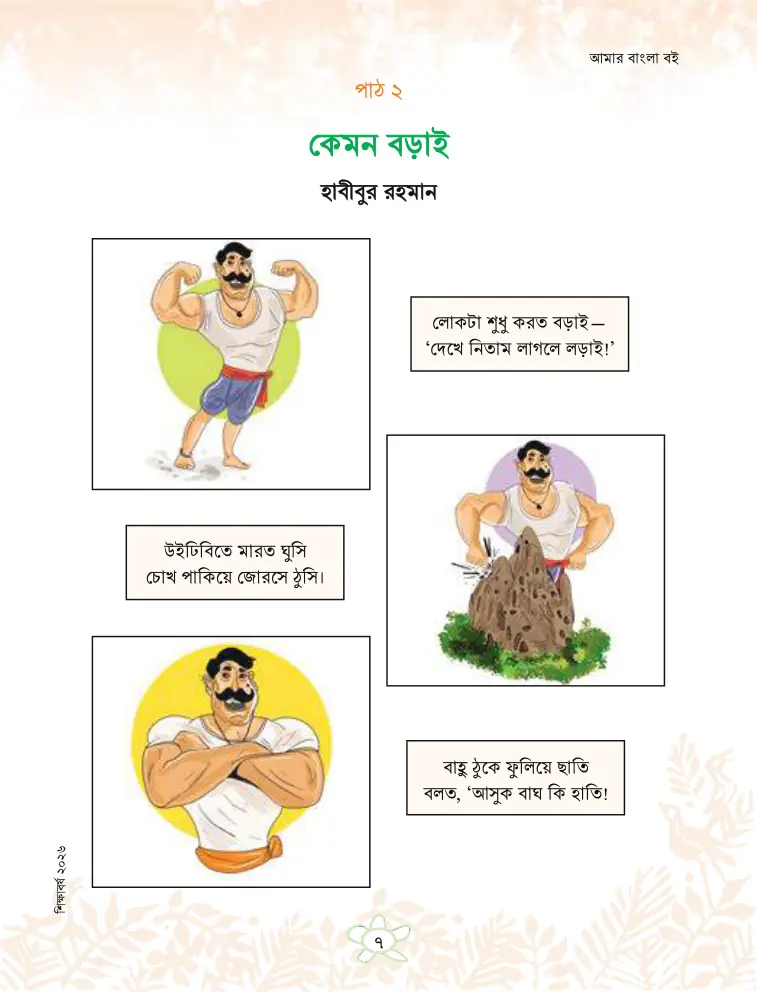 আমার বাংলা বই
পাঠ ২
কেমন বড়াই
হাবীবুর রহমান
লোকটা শুধু করত বড়াই—
‘দেখে নিতাম লাগলে লড়াই!’
উইঢিবিতে মারত ঘুসি
চোখ পাকিয়ে জোরসে ঠুসি।
বাহু ঠুকে ফুলিয়ে ছাতি
বলত, ‘আসুক বাঘ কি হাতি!
শিক্ষাবর্ষ ২০২৬
৭